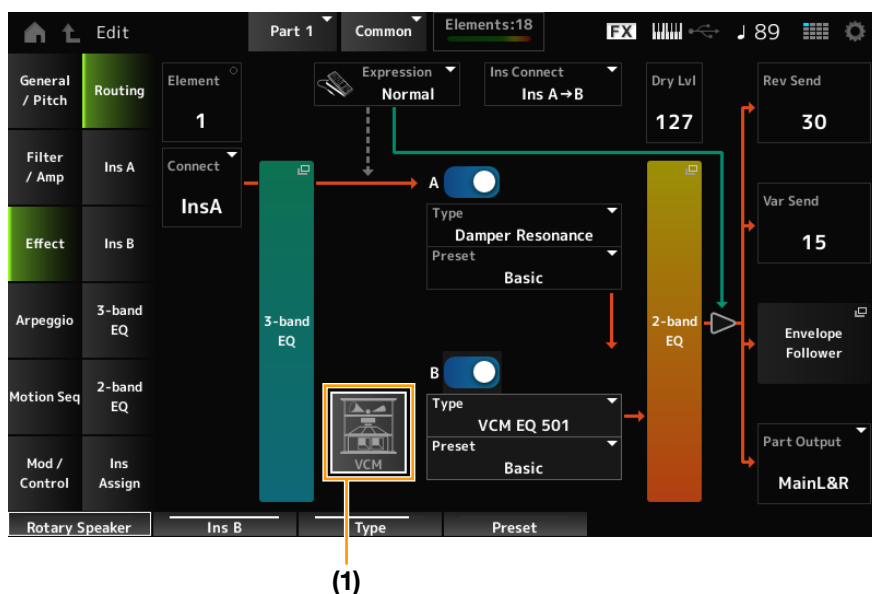 Edit
Part 1
Common
Elements:18
FX
♩ 89
General / Pitch
Routing
Element
1
Expression
Normal
Ins Connect
Ins A→B
Dry Lvl
127
Rev Send
30
Filter / Amp
Ins A
Connect
InsA
A
Type
Damper Resonance
Preset
Basic
Var Send
15
Effect
Ins B
Arpeggio
3-band EQ
3-band EQ
2-band EQ
Envelope Follower
Motion Seq
2-band EQ
B
Type
VCM EQ 501
Preset
Basic
VCM
Part Output
MainL&R
Mod / Control
Ins Assign
Rotary Speaker
Ins B
Type
Preset
(1)